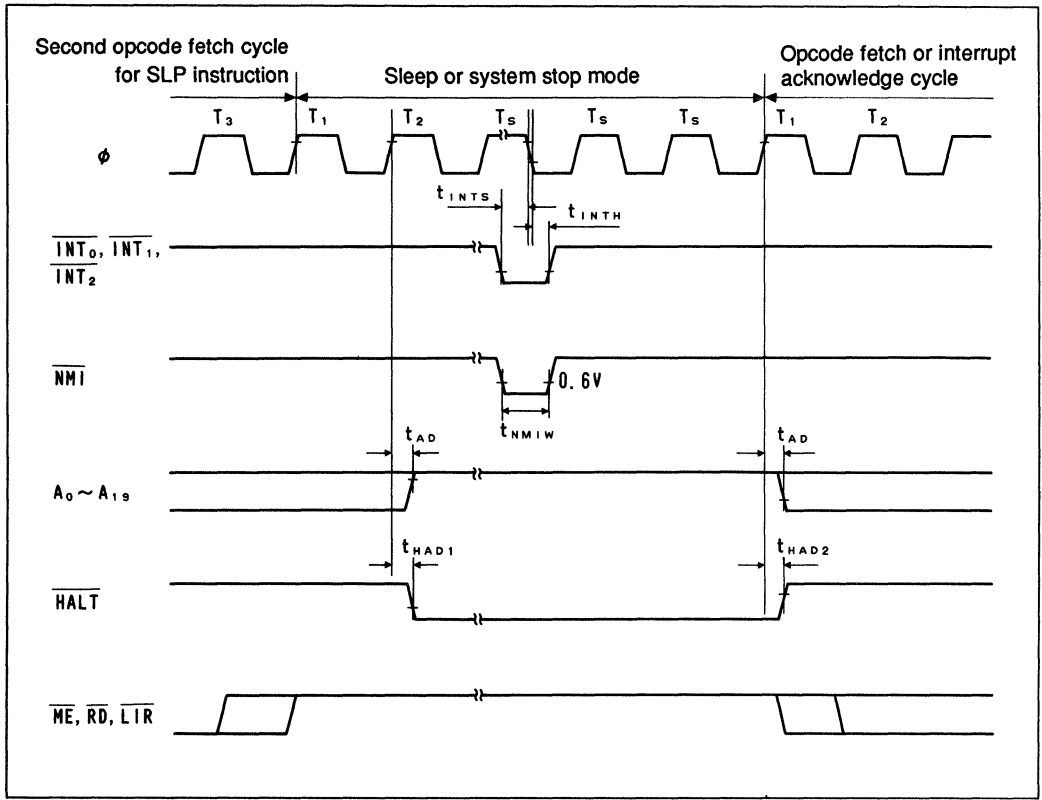 Second opcode fetch cycle
for SLP instruction
Sleep or system stop mode
Opcode fetch or interrupt
acknowledge cycle
T3 T1 T2 Ts Ts Ts T1 T2
φ
tINTS
tINTH
INT0, INT1,
INT2
NMI
0.6V
tNMIW
tAD tAD
A0~A19
tHAD1 tHAD2
HALT
ME, RD, LIR